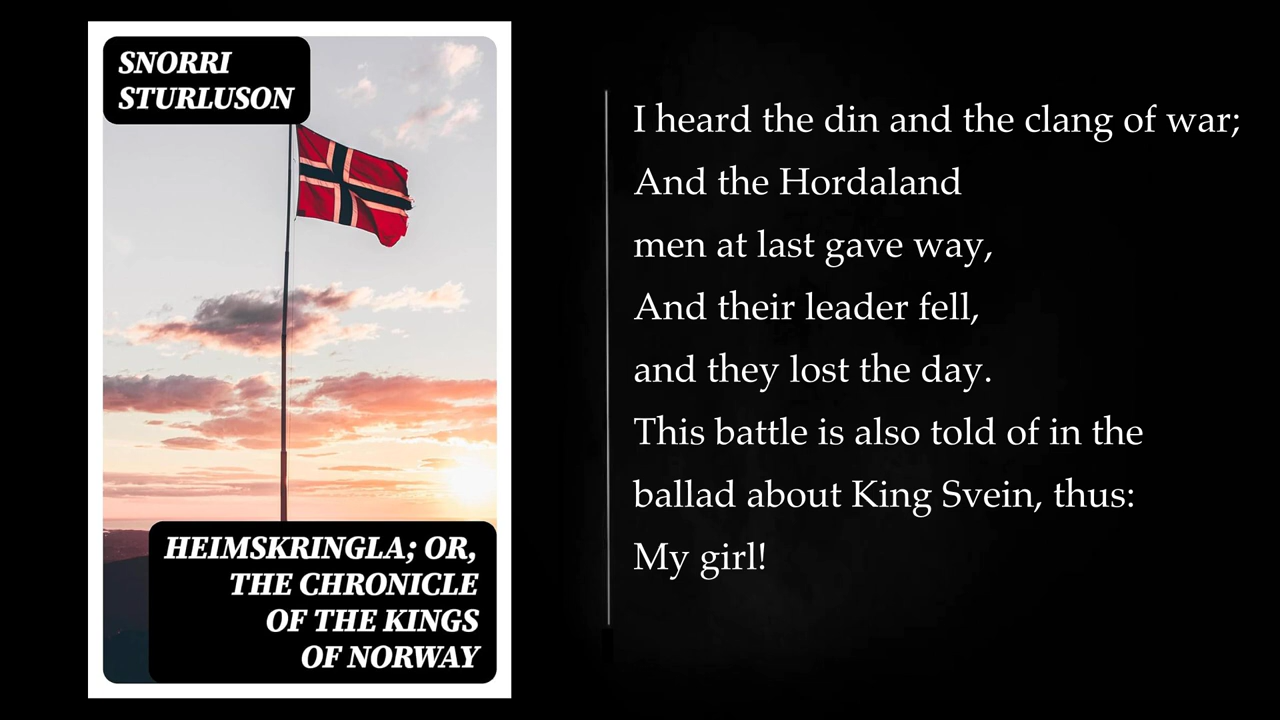 SNORRI
STURLUSON
HEIMSKRINGLA; OR,
THE CHRONICLE
OF THE KINGS
OF NORWAY
I heard the din and the clang of war;
And the Hordaland
men at last gave way,
And their leader fell,
and they lost the day.
This battle is also told of in the
ballad about King Svein, thus:
My girl!